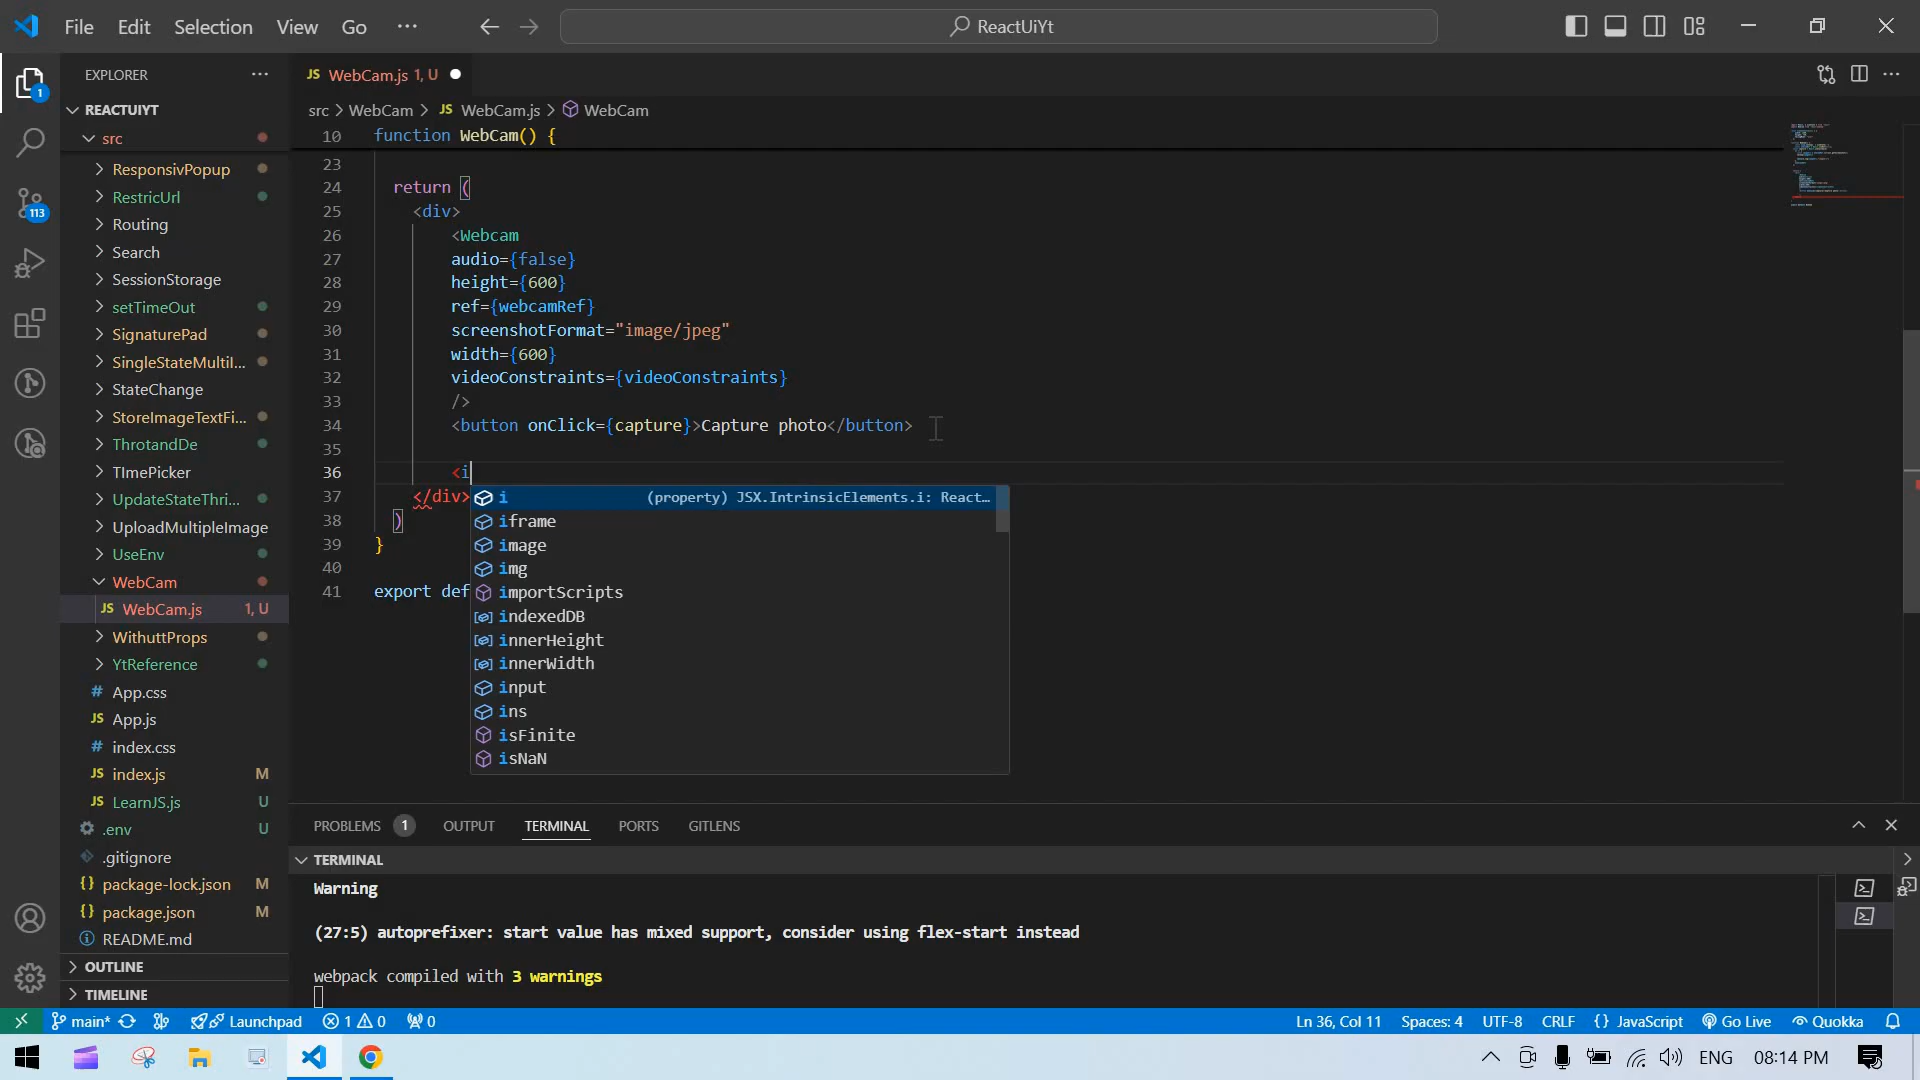 File Edit Selection View Go ReactUiYt
EXPLORER
REACTUIYT
src
ResponsivPopup
RestricUrl
Routing
Search
SessionStorage
setTimeOut
SignaturePad
SingleStateMultiI...
StateChange
StoreImageTextFi...
ThrotandDe
TImePicker
UpdateStateThri...
UploadMultipleImage
UseEnv
WebCam
JS WebCam.js 1, U
WithuttProps
YtReference
# App.css
JS App.js
# index.css
JS index.js M
JS LearnJS.js U
.env U
.gitignore
{} package-lock.json M
{} package.json M
README.md
OUTLINE
TIMELINE
1
113
JS WebCam.js 1, U
src > WebCam > JS WebCam.js > WebCam
10 function WebCam() {
23
24 return (
25 <div>
26 <Webcam
27 audio={false}
28 height={600}
29 ref={webcamRef}
30 screenshotFormat="image/jpeg"
31 width={600}
32 videoConstraints={videoConstraints}
33 />
34 <button onClick={capture}>Capture photo</button>
35
36 <i
37 </div>
38 )
39 }
40
41 export def
i (property) JSX.IntrinsicElements.i: React...
iframe
image
img
importScripts
indexedDB
innerHeight
innerWidth
input
ins
isFinite
isNaN
PROBLEMS 1 OUTPUT TERMINAL PORTS GITLENS
TERMINAL
Warning
(27:5) autoprefixer: start value has mixed support, consider using flex-start instead
webpack compiled with 3 warnings
main* Launchpad 1 0 0 Ln 36, Col 11 Spaces: 4 UTF-8 CRLF {} JavaScript Go Live Quokka
ENG 08:14 PM